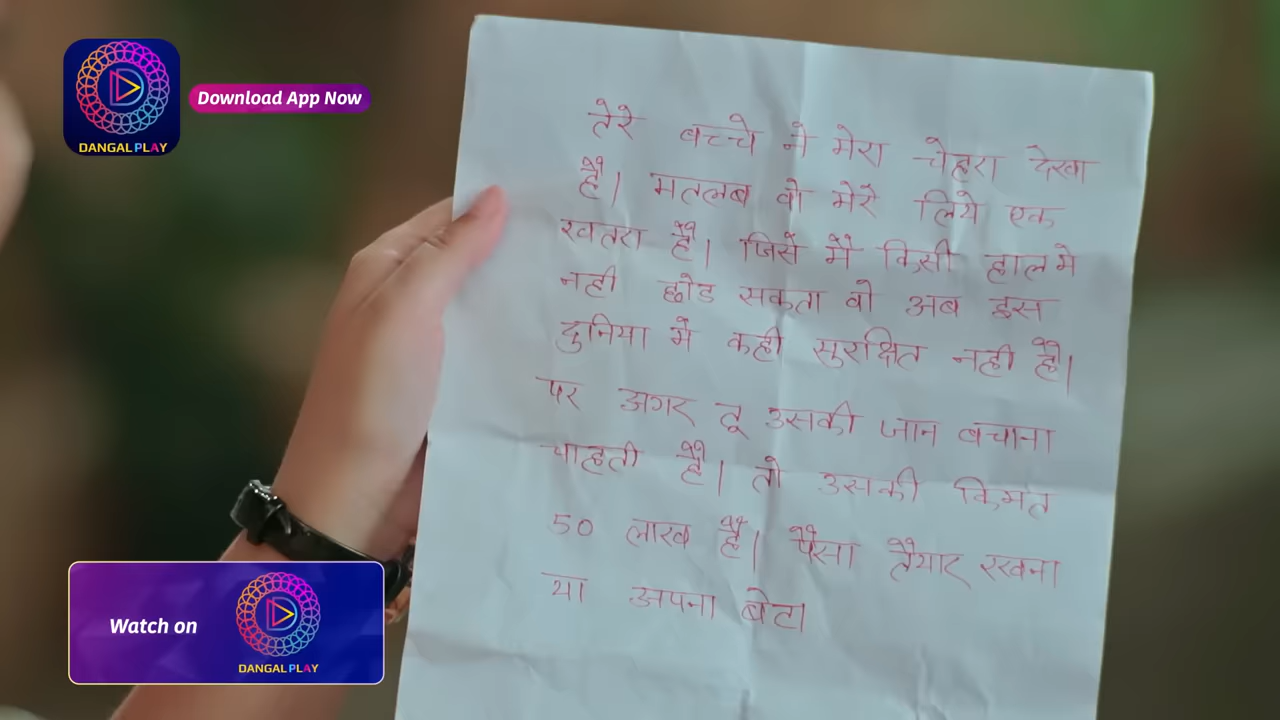 DANGAL PLAY
Download App Now
तेरे बच्चे ने मेरा चेहरा देखा
है। मतलब वो मेरे लिये एक
खतरा है। जिसे मै किसी हालमे
नही छोड सकता वो अब इस
दुनिया मे कही सुरक्षित नही है।
पर अगर तू उसकी जान बचाना
चाहती है। तो उसकी किमत
50 लाख है। पैसा तैयार रखना
या अपना बेटा
Watch on
DANGAL PLAY